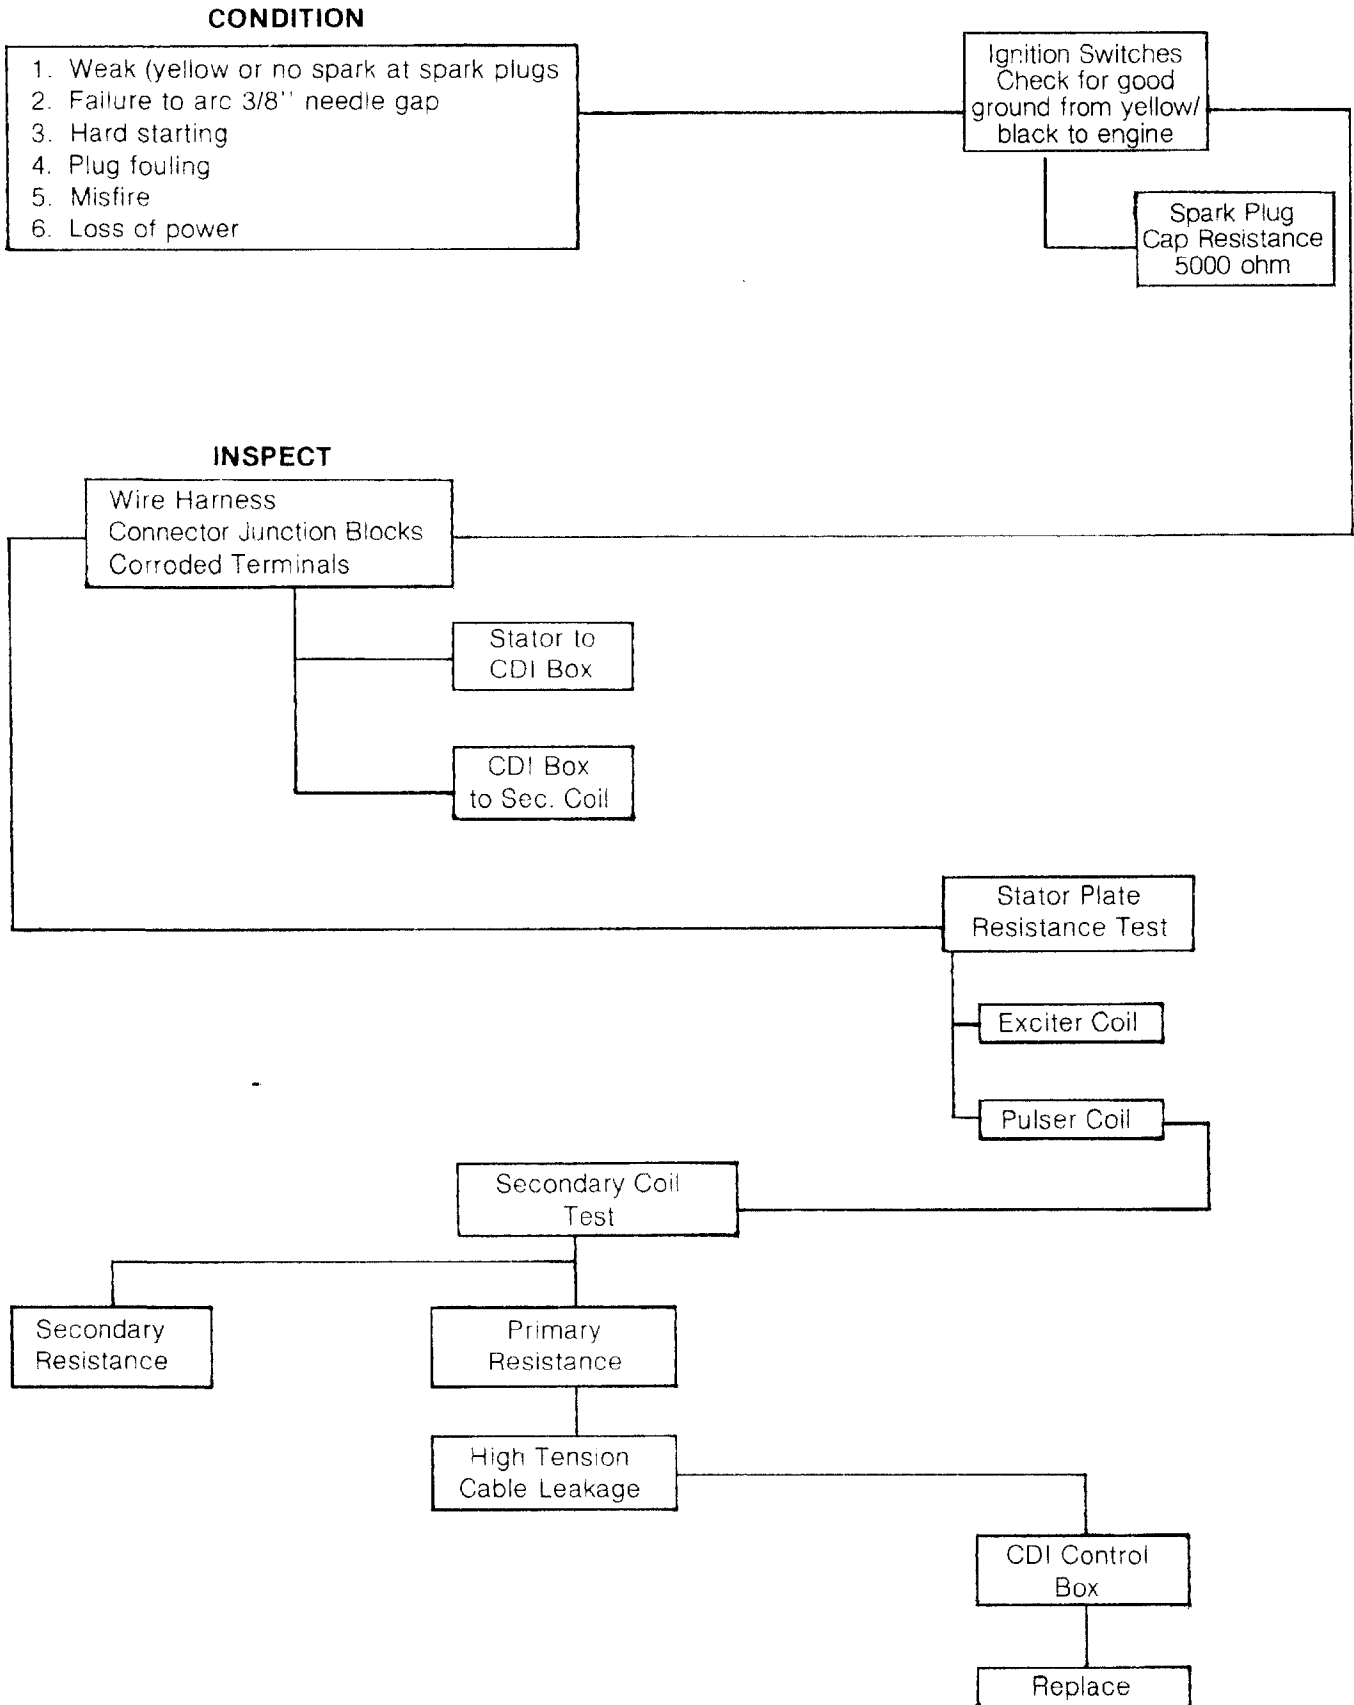 CONDITION
1. Weak (yellow or no spark at spark plugs
2. Failure to arc 3/8'' needle gap
3. Hard starting
4. Plug fouling
5. Misfire
6. Loss of power
Ignition Switches
Check for good
ground from yellow/
black to engine
Spark Plug
Cap Resistance
5000 ohm
INSPECT
Wire Harness
Connector Junction Blocks
Corroded Terminals
Stator to
CDI Box
CDI Box
to Sec. Coil
Stator Plate
Resistance Test
Exciter Coil
Pulser Coil
Secondary Coil
Test
Secondary
Resistance
Primary
Resistance
High Tension
Cable Leakage
CDI Control
Box
Replace